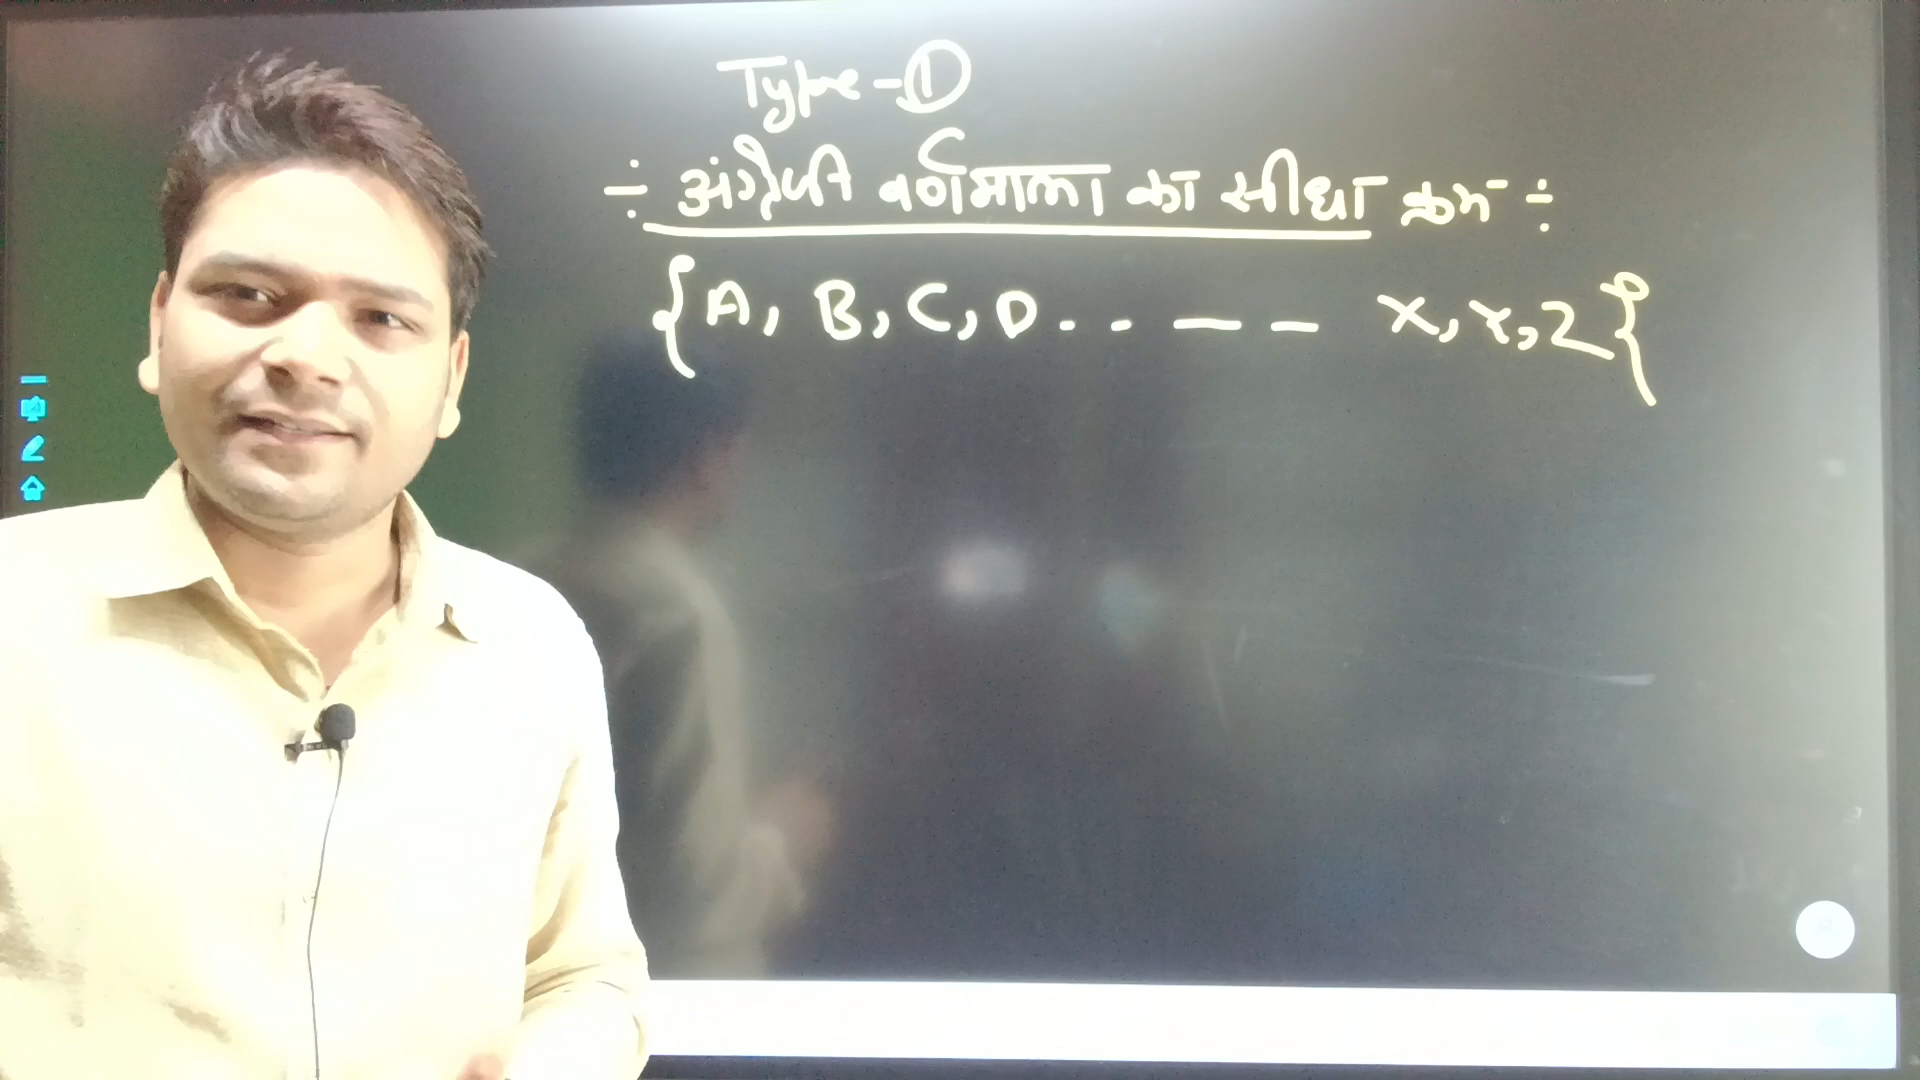 Type-①
÷ अंग्रेजी वर्णमाला का सीधा क्रम ÷
{A, B, C, D . . - - - X, Y, Z}